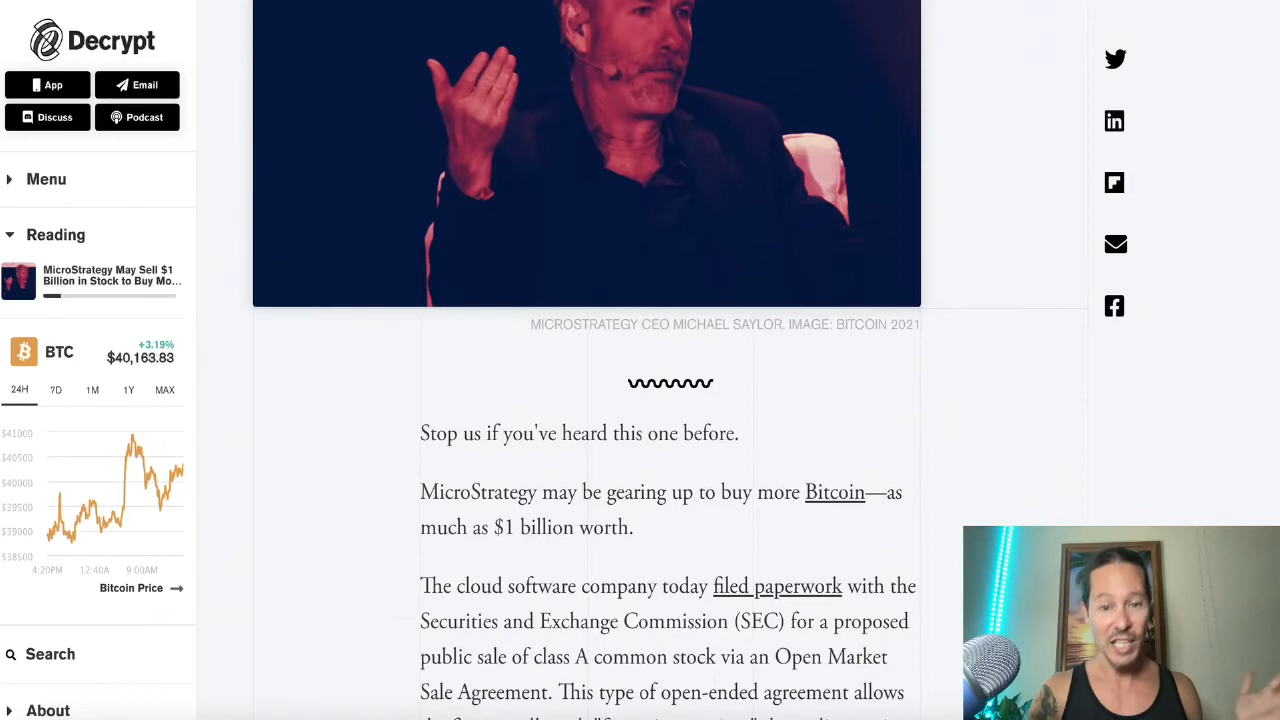 Decrypt
App
Email
Discuss
Podcast
Menu
Reading
MicroStrategy May Sell $1
Billion in Stock to Buy Mo...
BTC
+3.19%
$40,163.83
24H
7D
1M
1Y
MAX
$41000
$40500
$40000
$39500
$39000
$38500
4:20PM
12:40A
9:00AM
Bitcoin Price
Search
About
MICROSTRATEGY CEO MICHAEL SAYLOR. IMAGE: BITCOIN 2021
Stop us if you've heard this one before.
MicroStrategy may be gearing up to buy more Bitcoin—as
much as $1 billion worth.
The cloud software company today filed paperwork with the
Securities and Exchange Commission (SEC) for a proposed
public sale of class A common stock via an Open Market
Sale Agreement. This type of open-ended agreement allows